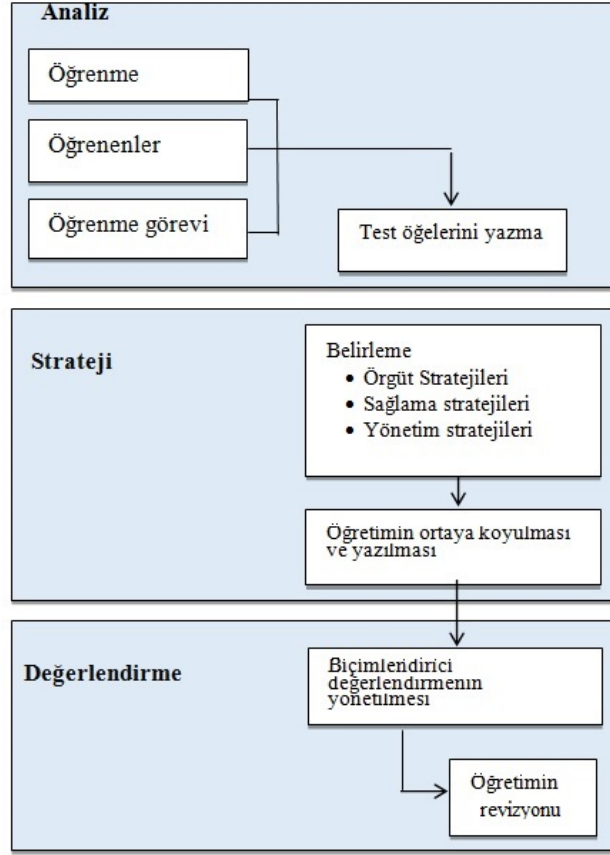 Analiz
Öğrenme
Öğrenenler
Öğrenme görevi
Test öğelerini yazma
Strateji
Belirleme
• Örgüt Stratejileri
• Sağlama stratejileri
• Yönetim stratejileri
Öğretimin ortaya koyulması
ve yazılması
Değerlendirme
Biçimlendirici
değerlendirmenin
yönetilmesi
Öğretimin
revizyonu